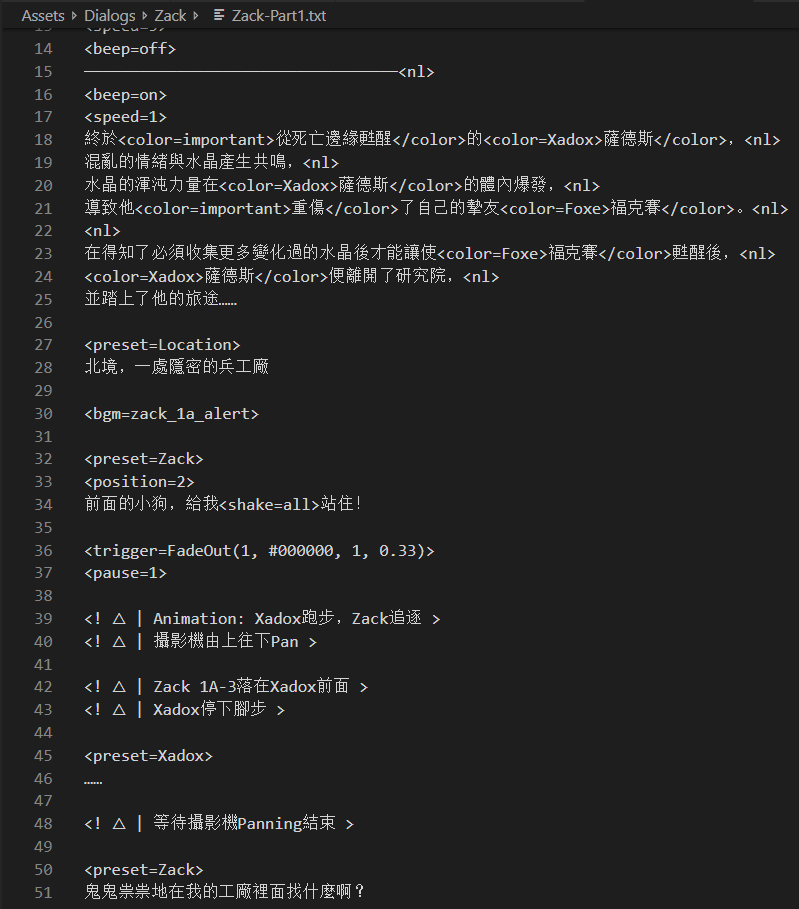 Assets > Dialogs > Zack > Zack-Part1.txt
14 <beep=off>
15 ──────────────────────────────────<nl>
16 <beep=on>
17 <speed=1>
18 終於<color=important>從死亡邊緣甦醒</color>的<color=Xadox>薩德斯</color>，<nl>
19 混亂的情緒與水晶產生共鳴，<nl>
20 水晶的渾沌力量在<color=Xadox>薩德斯</color>的體內爆發，<nl>
21 導致他<color=important>重傷</color>了自己的摯友<color=Foxe>福克賽</color>。<nl>
22 <nl>
23 在得知了必須收集更多變化過的水晶後才能讓使<color=Foxe>福克賽</color>甦醒後，<nl>
24 <color=Xadox>薩德斯</color>便離開了研究院，<nl>
25 並踏上了他的旅途……
26
27 <preset=Location>
28 北境，一處隱密的兵工廠
29
30 <bgm=zack_1a_alert>
31
32 <preset=Zack>
33 <position=2>
34 前面的小狗，給我<shake=all>站住！
35
36 <trigger=FadeOut(1, #000000, 1, 0.33)>
37 <pause=1>
38
39 <! △ | Animation: Xadox跑步，Zack追逐 >
40 <! △ | 攝影機由上往下Pan >
41
42 <! △ | Zack 1A-3落在Xadox前面 >
43 <! △ | Xadox停下腳步 >
44
45 <preset=Xadox>
46 ……
47
48 <! △ | 等待攝影機Panning結束 >
49
50 <preset=Zack>
51 鬼鬼祟祟地在我的工廠裡面找什麼啊？